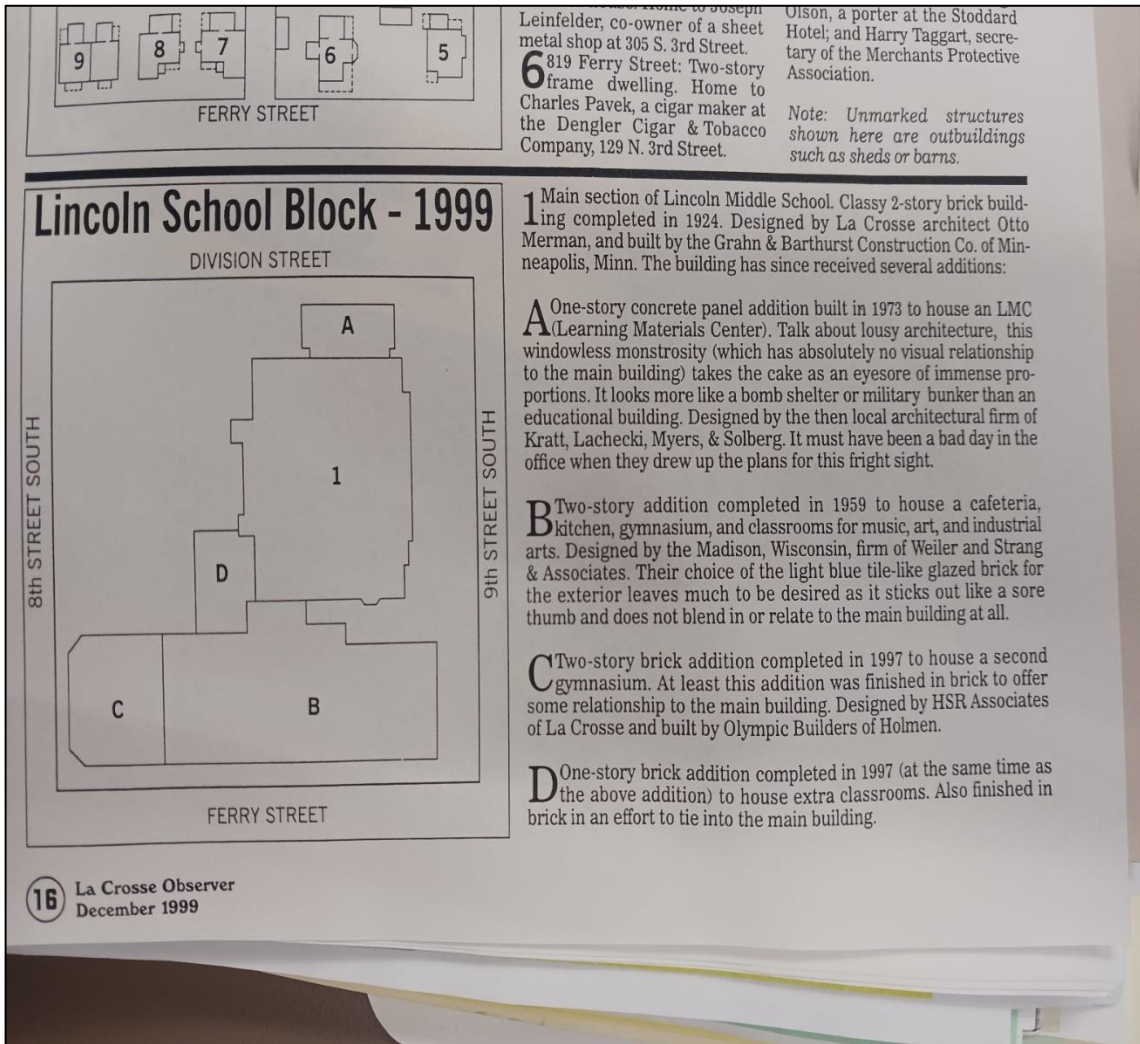 9
8
7
6
5
FERRY STREET
Leinfelder, co-owner of a sheet
metal shop at 305 S. 3rd Street.
6 819 Ferry Street: Two-story
frame dwelling. Home to
Charles Pavek, a cigar maker at
the Dengler Cigar & Tobacco
Company, 129 N. 3rd Street.
Olson, a porter at the Stoddard
Hotel; and Harry Taggart, secre-
tary of the Merchants Protective
Association.
Note: Unmarked structures
shown here are outbuildings
such as sheds or barns.
Lincoln School Block - 1999
DIVISION STREET
A
8th STREET SOUTH
1
9th STREET SOUTH
D
C
B
FERRY STREET
1 Main section of Lincoln Middle School. Classy 2-story brick build-
ing completed in 1924. Designed by La Crosse architect Otto
Merman, and built by the Grahn & Barthurst Construction Co. of Min-
neapolis, Minn. The building has since received several additions:
A One-story concrete panel addition built in 1973 to house an LMC
(Learning Materials Center). Talk about lousy architecture, this
windowless monstrosity (which has absolutely no visual relationship
to the main building) takes the cake as an eyesore of immense pro-
portions. It looks more like a bomb shelter or military bunker than an
educational building. Designed by the then local architectural firm of
Kratt, Lachecki, Myers, & Solberg. It must have been a bad day in the
office when they drew up the plans for this fright sight.
B Two-story addition completed in 1959 to house a cafeteria,
kitchen, gymnasium, and classrooms for music, art, and industrial
arts. Designed by the Madison, Wisconsin, firm of Weiler and Strang
& Associates. Their choice of the light blue tile-like glazed brick for
the exterior leaves much to be desired as it sticks out like a sore
thumb and does not blend in or relate to the main building at all.
C Two-story brick addition completed in 1997 to house a second
gymnasium. At least this addition was finished in brick to offer
some relationship to the main building. Designed by HSR Associates
of La Crosse and built by Olympic Builders of Holmen.
D One-story brick addition completed in 1997 (at the same time as
the above addition) to house extra classrooms. Also finished in
brick in an effort to tie into the main building.
16 La Crosse Observer
December 1999